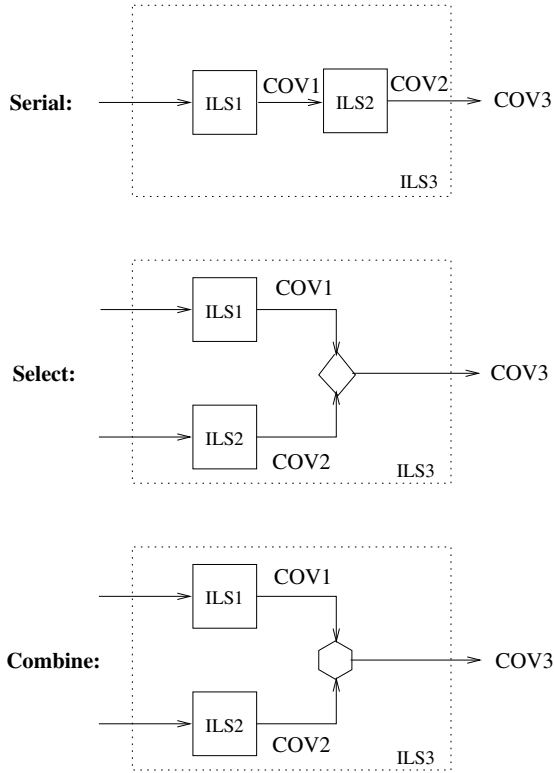 COV1 COV2
Serial: ILS1 ILS2 COV3
ILS3
COV1
ILS1
Select: COV3
ILS2
COV2 ILS3
COV1
ILS1
Combine: COV3
ILS2
COV2 ILS3